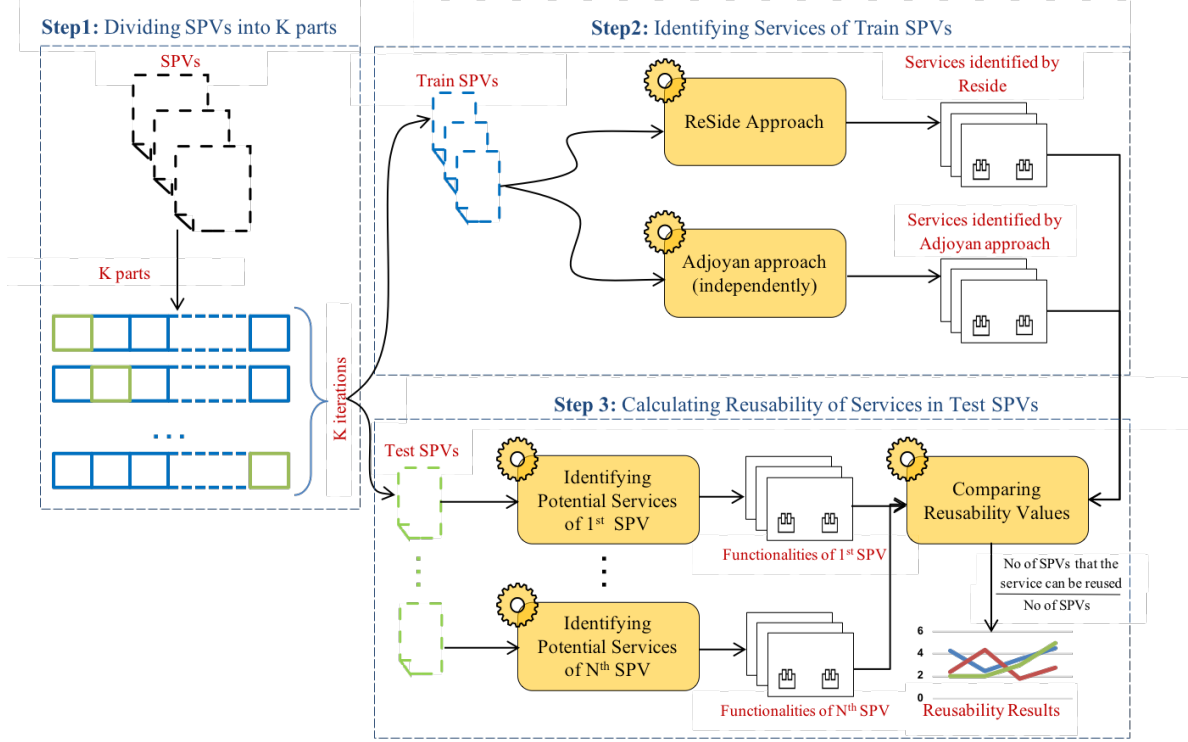 Step1: Dividing SPVs into K parts
SPVs
K parts
...
K iterations
Step2: Identifying Services of Train SPVs
Train SPVs
ReSide Approach
Services identified by
Reside
Adjoyan approach
(independently)
Services identified by
Adjoyan approach
Step 3: Calculating Reusability of Services in Test SPVs
Test SPVs
Identifying
Potential Services
of 1st SPV
Functionalities of 1st SPV
Identifying
Potential Services
of Nth SPV
Functionalities of Nth SPV
Comparing
Reusability Values
No of SPVs that the
service can be reused
No of SPVs
6
4
2
0
Reusability Results